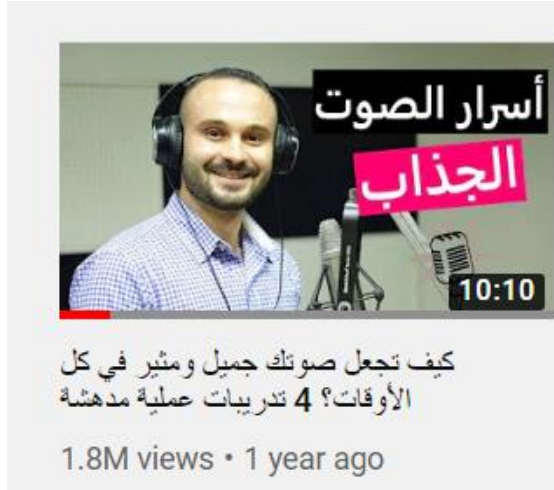 أسرار الصوت
الجذاب
10:10
كيف تجعل صوتك جميل ومثير في كل
الأوقات؟ 4 تدريبات عملية مدهشة
1.8M views • 1 year ago